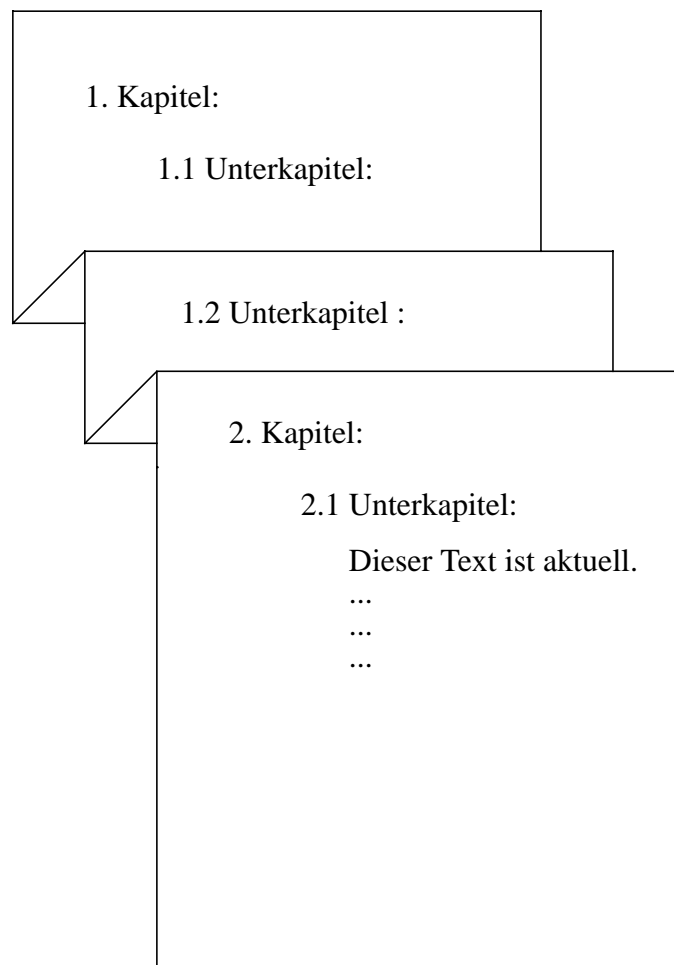 1. Kapitel:
1.1 Unterkapitel:
1.2 Unterkapitel :
2. Kapitel:
2.1 Unterkapitel:
Dieser Text ist aktuell.
...
...
...